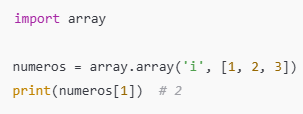 import array
numeros = array.array('i', [1, 2, 3])
print(numeros[1])  # 2